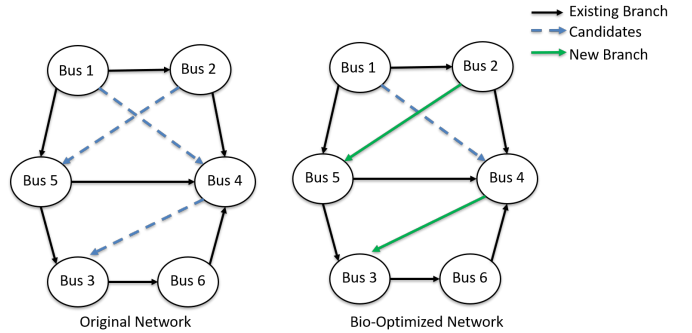 Existing Branch
Candidates
New Branch
Bus 1
Bus 2
Bus 5
Bus 4
Bus 3
Bus 6
Original Network
Bus 1
Bus 2
Bus 5
Bus 4
Bus 3
Bus 6
Bio-Optimized Network